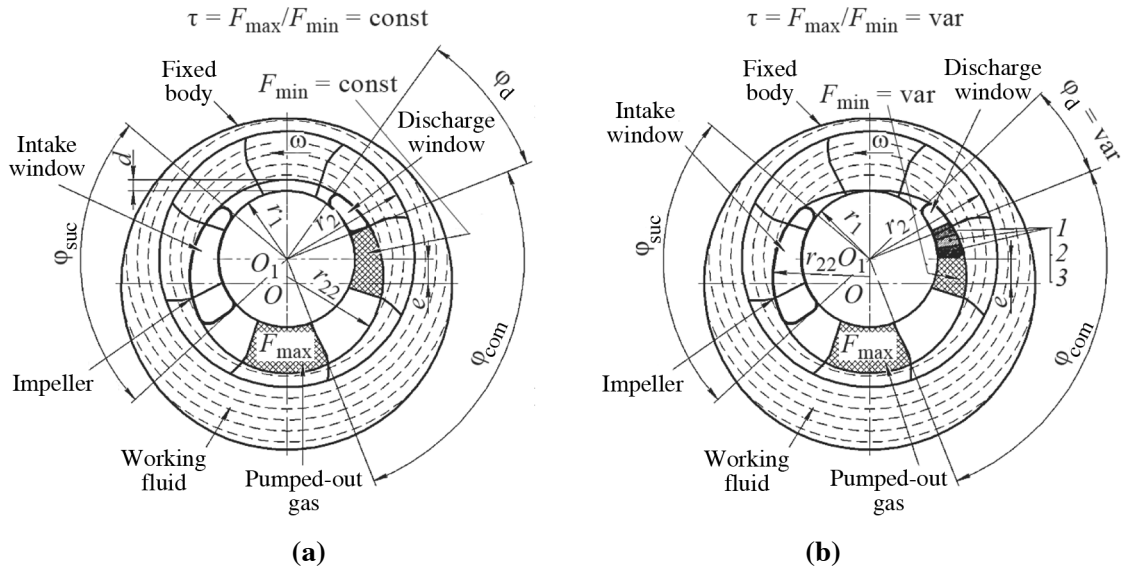 τ = Fmax/Fmin = const
Fixed
body
Fmin = const
φd
Discharge
window
Intake
window
d
ω
r1
r2
φsuc
O1
O
r22
e
Fmax
φcom
Impeller
Working
fluid
Pumped-out
gas
(a)
τ = Fmax/Fmin = var
Fixed
body
Discharge
window
Fmin = var
φd = var
Intake
window
ω
r1
r2
1
2
3
φsuc
r22
O1
O
e
Fmax
φcom
Impeller
Working
fluid
Pumped-out
gas
(b)